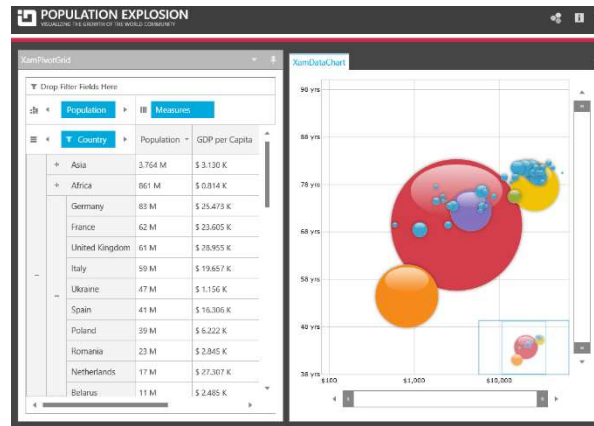 POPULATION EXPLOSION
VISUALIZING THE GROWTH OF THE WORLD COMMUNITY
XamPivotGrid
Drop Filter Fields Here
Population
Measures
Country
Population
GDP per Capita
Asia 3.764 M $ 3.130 K
Africa 861 M $ 0.814 K
Germany 83 M $ 25.473 K
France 62 M $ 23.605 K
United Kingdom 61 M $ 28.955 K
Italy 59 M $ 19.657 K
Ukraine 47 M $ 1.156 K
Spain 41 M $ 16.306 K
Poland 39 M $ 6.222 K
Romania 23 M $ 2.845 K
Netherlands 17 M $ 27.307 K
Belarus 11 M $ 2.485 K
XamDataChart
90 yrs
88 yrs
78 yrs
68 yrs
58 yrs
40 yrs
38 yrs
$100 $1,000 $10,000